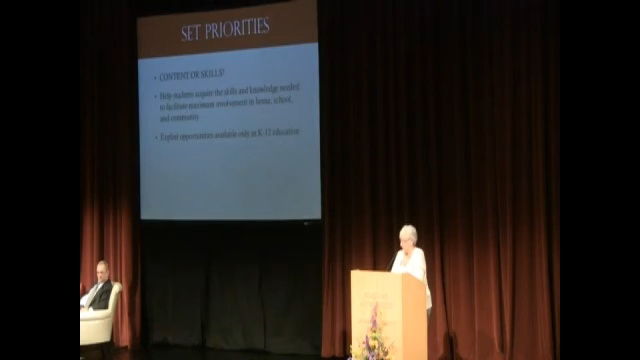 SET PRIORITIES
• CONTENT OR SKILLS?
• Help students acquire the skills and knowledge needed
to facilitate maximum involvement in home, school,
and community
• Exploit opportunities available only in K-12 education